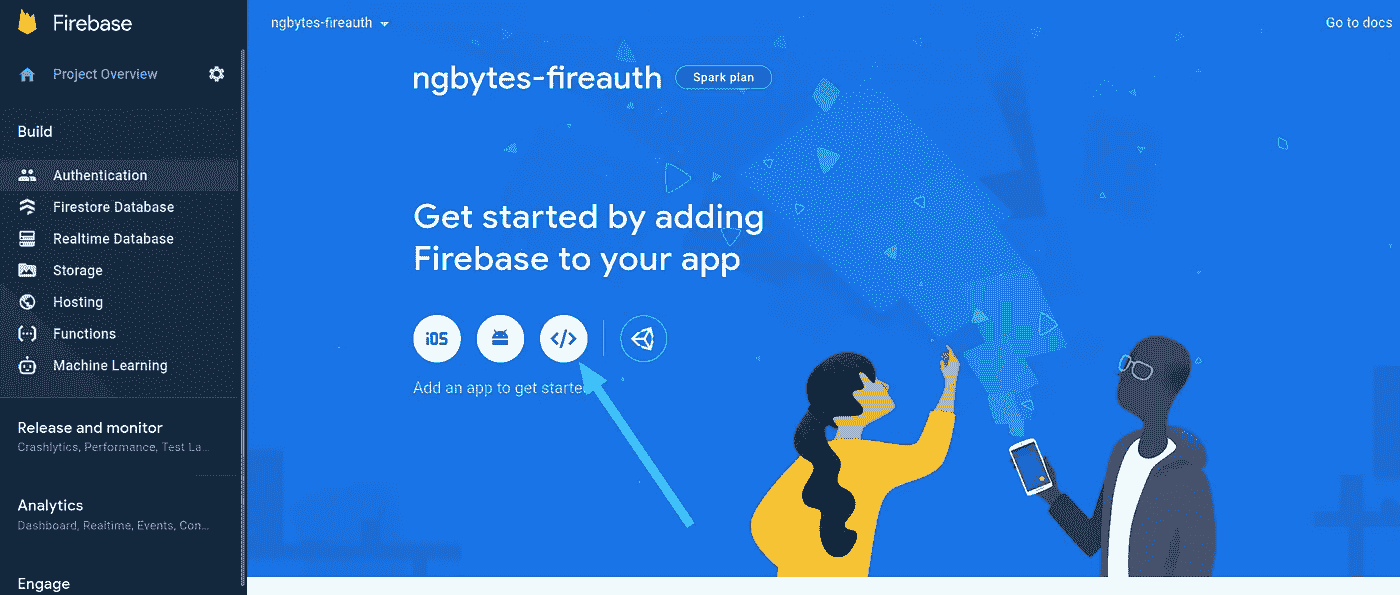 Firebase
Project Overview
Build
Authentication
Firestore Database
Realtime Database
Storage
Hosting
Functions
Machine Learning
Release and monitor
Crashlytics, Performance, Test La...
Analytics
Dashboard, Realtime, Events, Con...
Engage
ngbytes-fireauth
Go to docs
ngbytes-fireauth Spark plan
Get started by adding
Firebase to your app
iOS </>
Add an app to get started